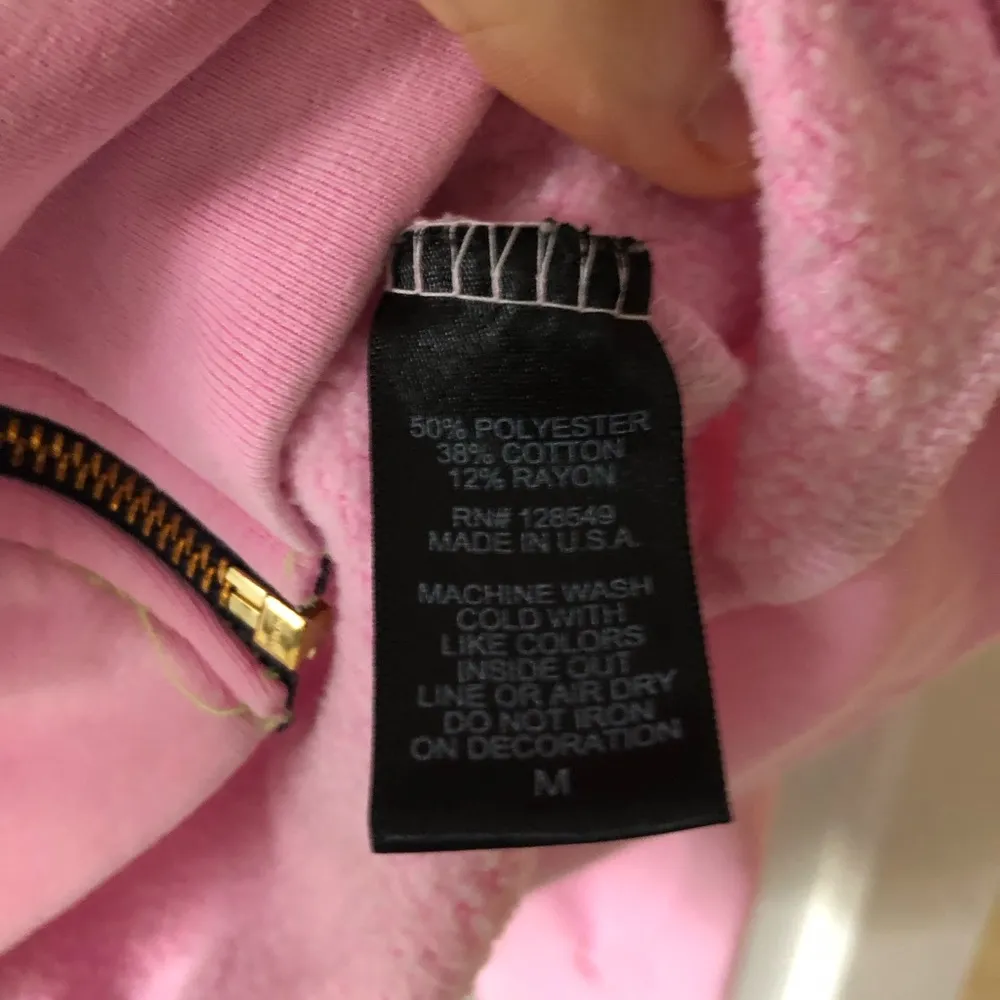 50% POLYESTER
38% COTTON
12% RAYON
RN# 128549
MADE IN U.S.A.
MACHINE WASH
COLD WITH
LIKE COLORS
INSIDE OUT
LINE OR AIR DRY
DO NOT IRON
ON DECORATION
M